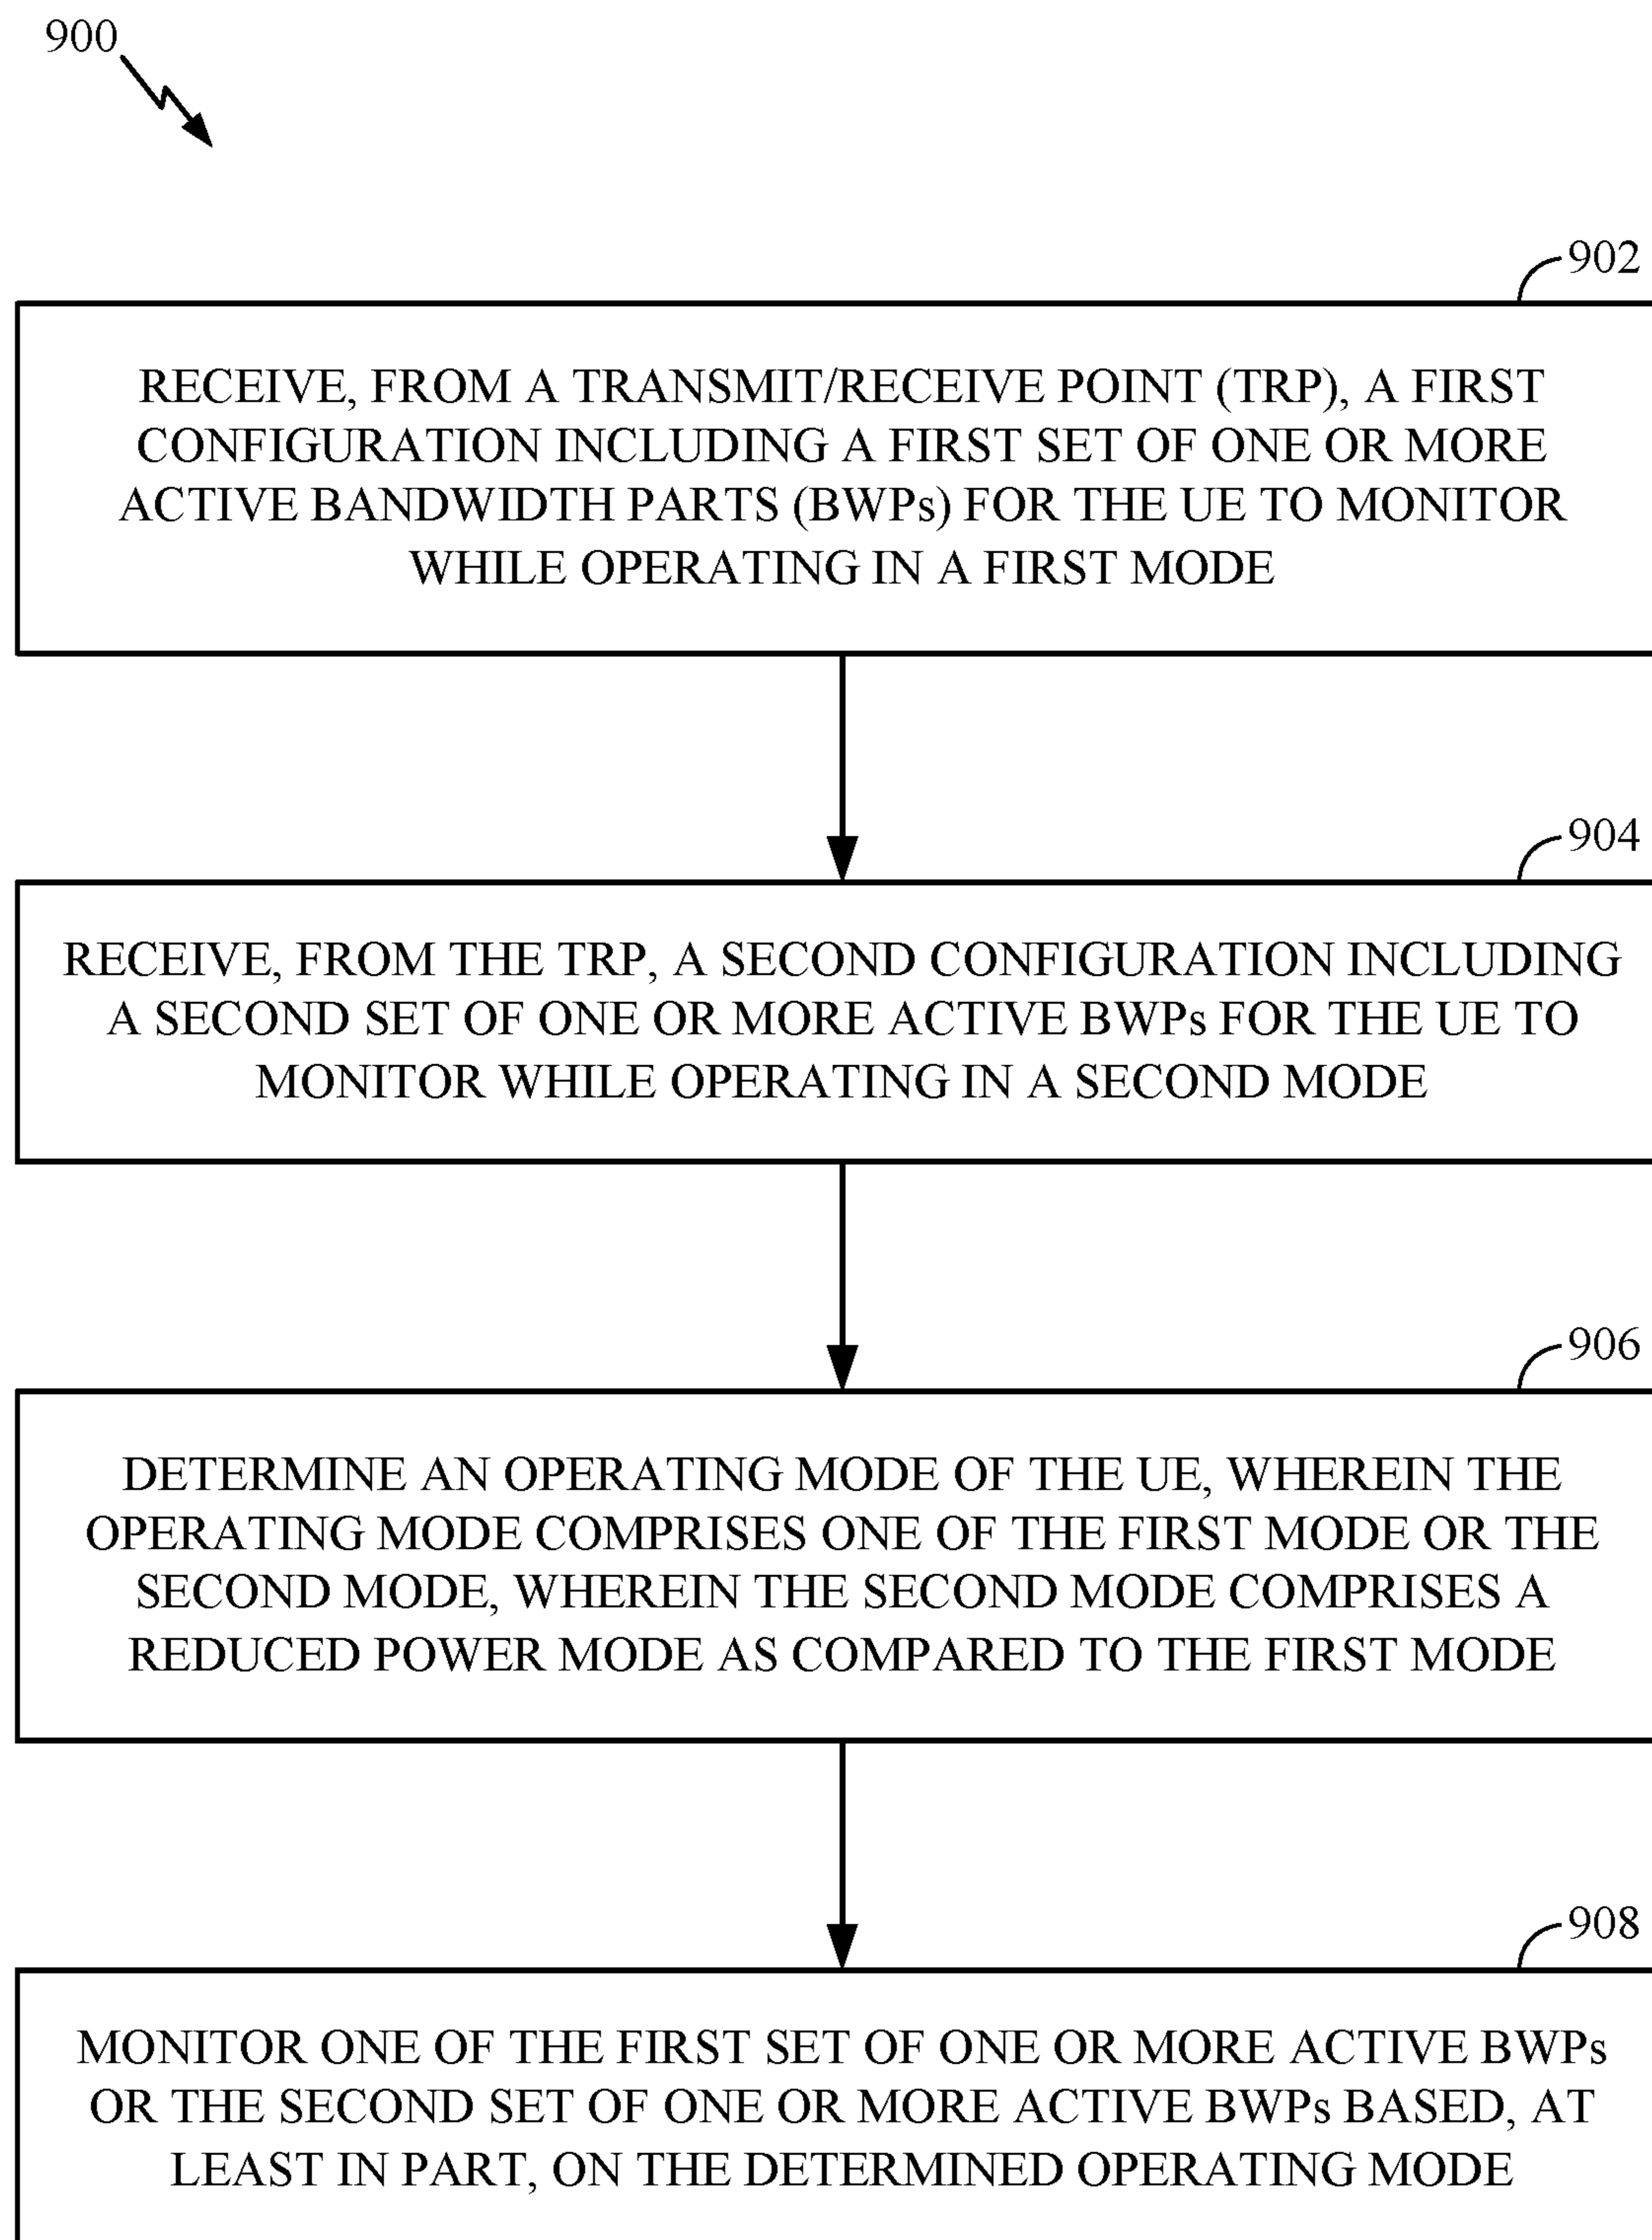 900
902
RECEIVE, FROM A TRANSMIT/RECEIVE POINT (TRP), A FIRST
CONFIGURATION INCLUDING A FIRST SET OF ONE OR MORE
ACTIVE BANDWIDTH PARTS (BWPs) FOR THE UE TO MONITOR
WHILE OPERATING IN A FIRST MODE
904
RECEIVE, FROM THE TRP, A SECOND CONFIGURATION INCLUDING
A SECOND SET OF ONE OR MORE ACTIVE BWPs FOR THE UE TO
MONITOR WHILE OPERATING IN A SECOND MODE
906
DETERMINE AN OPERATING MODE OF THE UE, WHEREIN THE
OPERATING MODE COMPRISES ONE OF THE FIRST MODE OR THE
SECOND MODE, WHEREIN THE SECOND MODE COMPRISES A
REDUCED POWER MODE AS COMPARED TO THE FIRST MODE
908
MONITOR ONE OF THE FIRST SET OF ONE OR MORE ACTIVE BWPs
OR THE SECOND SET OF ONE OR MORE ACTIVE BWPs BASED, AT
LEAST IN PART, ON THE DETERMINED OPERATING MODE